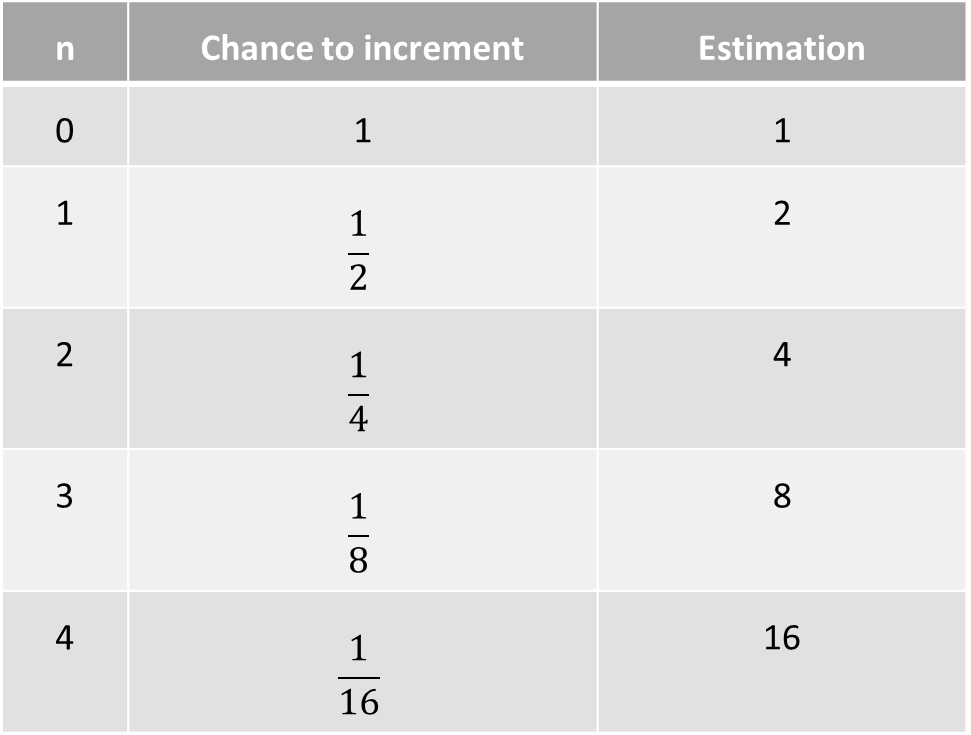 n Chance to increment Estimation
0 1 1
1 1/2 2
2 1/4 4
3 1/8 8
4 1/16 16